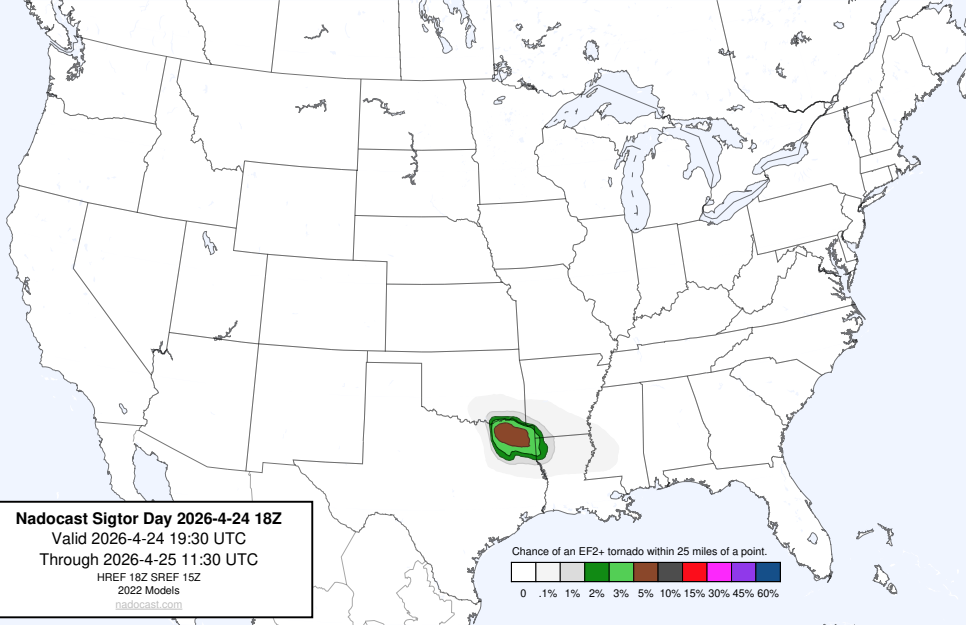 Nadocast Sigtor Day 2026-4-24 18Z
Valid 2026-4-24 19:30 UTC
Through 2026-4-25 11:30 UTC
HREF 18Z SREF 15Z
2022 Models
nadocast.com
Chance of an EF2+ tornado within 25 miles of a point.
0 .1% 1% 2% 3% 5% 10% 15% 30% 45% 60%